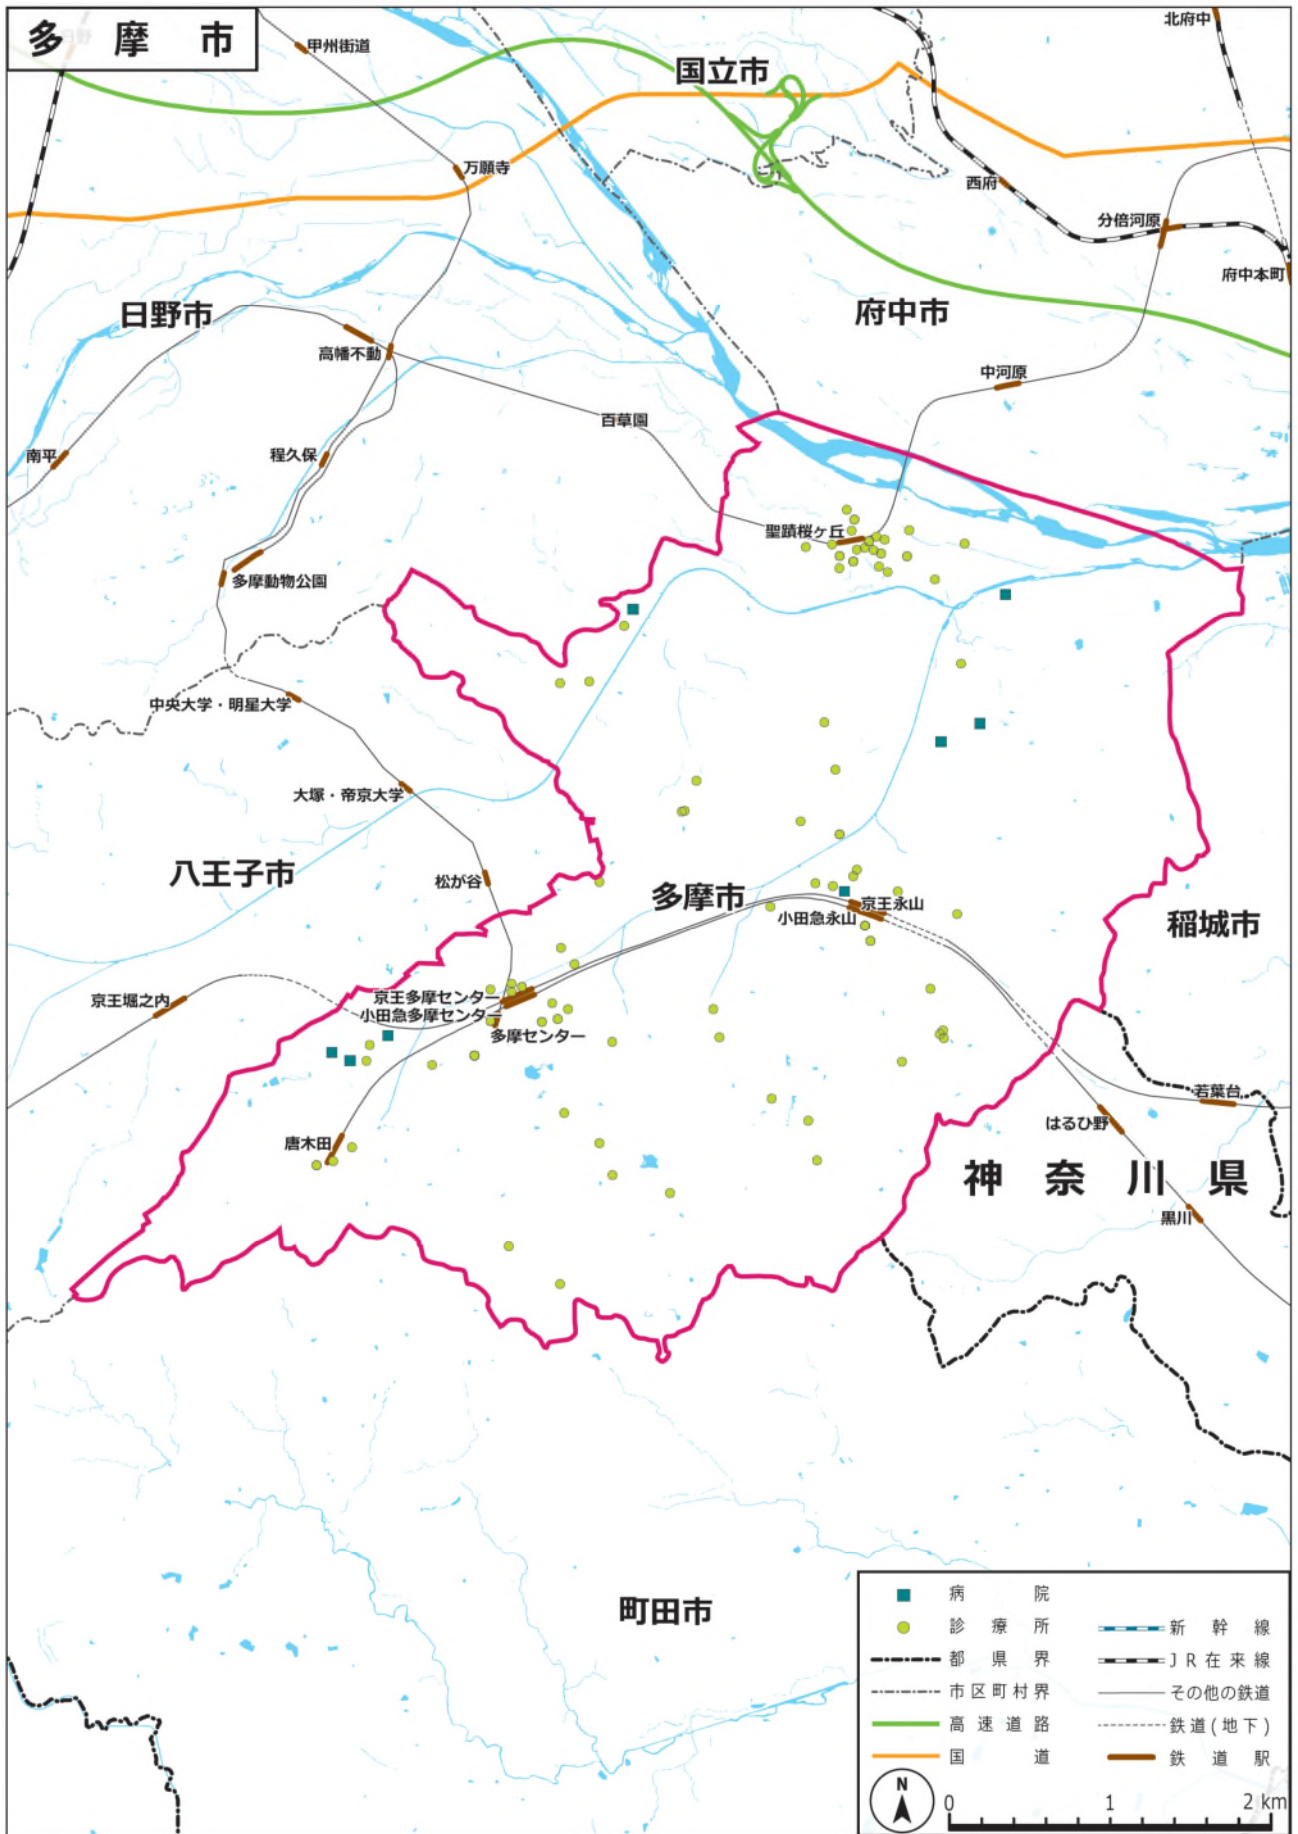 多摩市
日野
北府中
甲州街道
国立市
万願寺
西府
分倍河原
府中本町
日野市
府中市
高幡不動
中河原
百草園
南平
程久保
聖蹟桜ヶ丘
多摩動物公園
中央大学・明星大学
大塚・帝京大学
八王子市
松が谷
多摩市
京王永山
小田急永山
稲城市
京王堀之内
京王多摩センター
小田急多摩センター
多摩センター
若葉台
はるひ野
唐木田
神奈川県
黒川
町田市
病院
診療所
新幹線
都県界
JR在来線
市区町村界
その他の鉄道
高速道路
鉄道(地下)
国道
鉄道駅
N
0 1 2 km